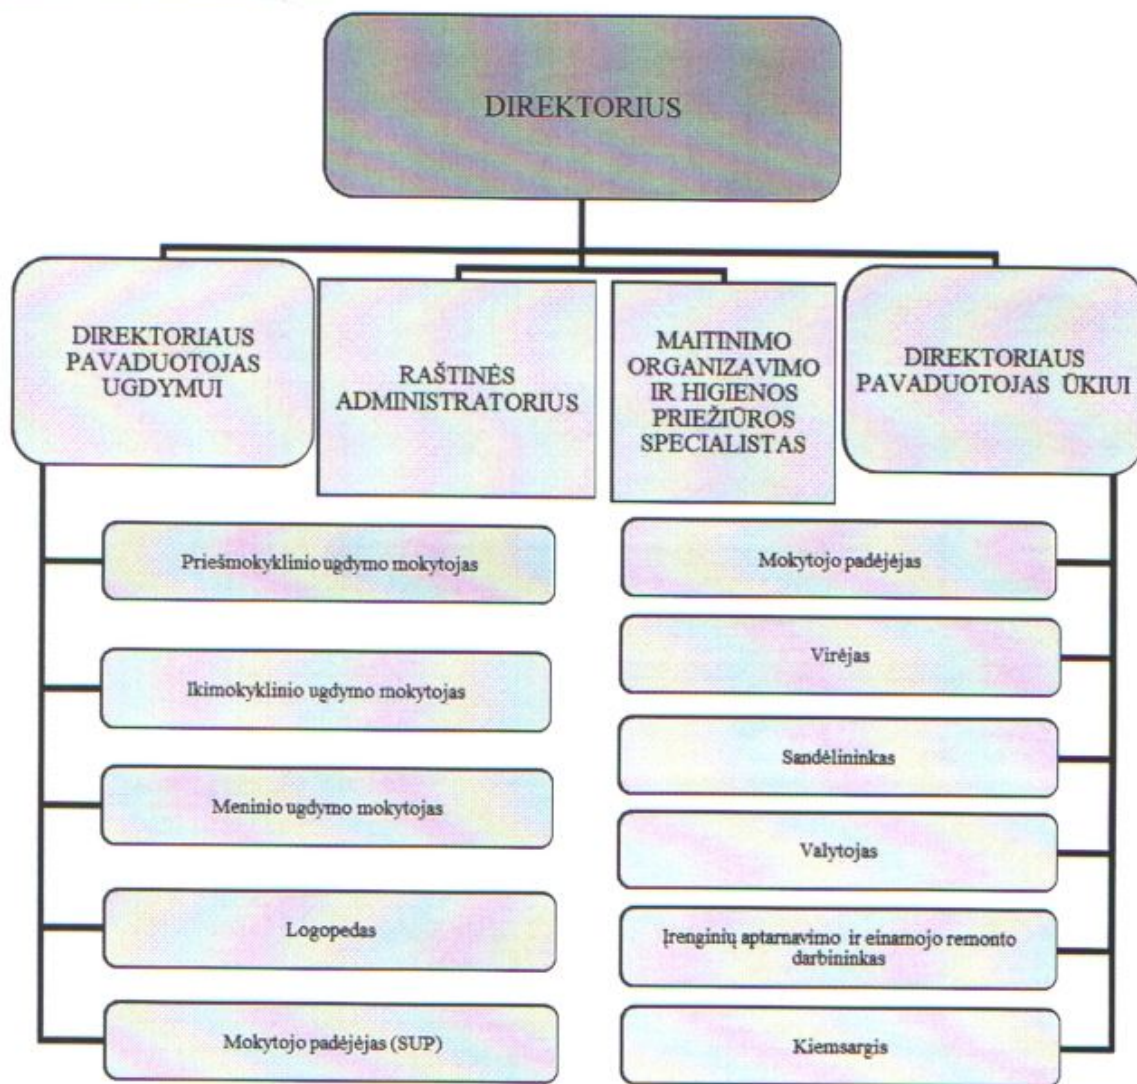 DIREKTORIUS
DIREKTORIAUS
PAVADUOTOJAS
UGDYMUI
RAŠTINĖS
ADMINISTRATORIUS
MAITINIMO
ORGANIZAVIMO
IR HIGIENOS
PRIEŽIŪROS
SPECIALISTAS
DIREKTORIAUS
PAVADUOTOJAS ŪKIUI
Priešmokyklinio ugdymo mokytojas
Ikimokyklinio ugdymo mokytojas
Meninio ugdymo mokytojas
Logopedas
Mokytojo padėjėjas (SUP)
Mokytojo padėjėjas
Virėjas
Sandėlininkas
Valytojas
Įrenginių aptarnavimo ir einamojo remonto
darbininkas
Kiemsargis